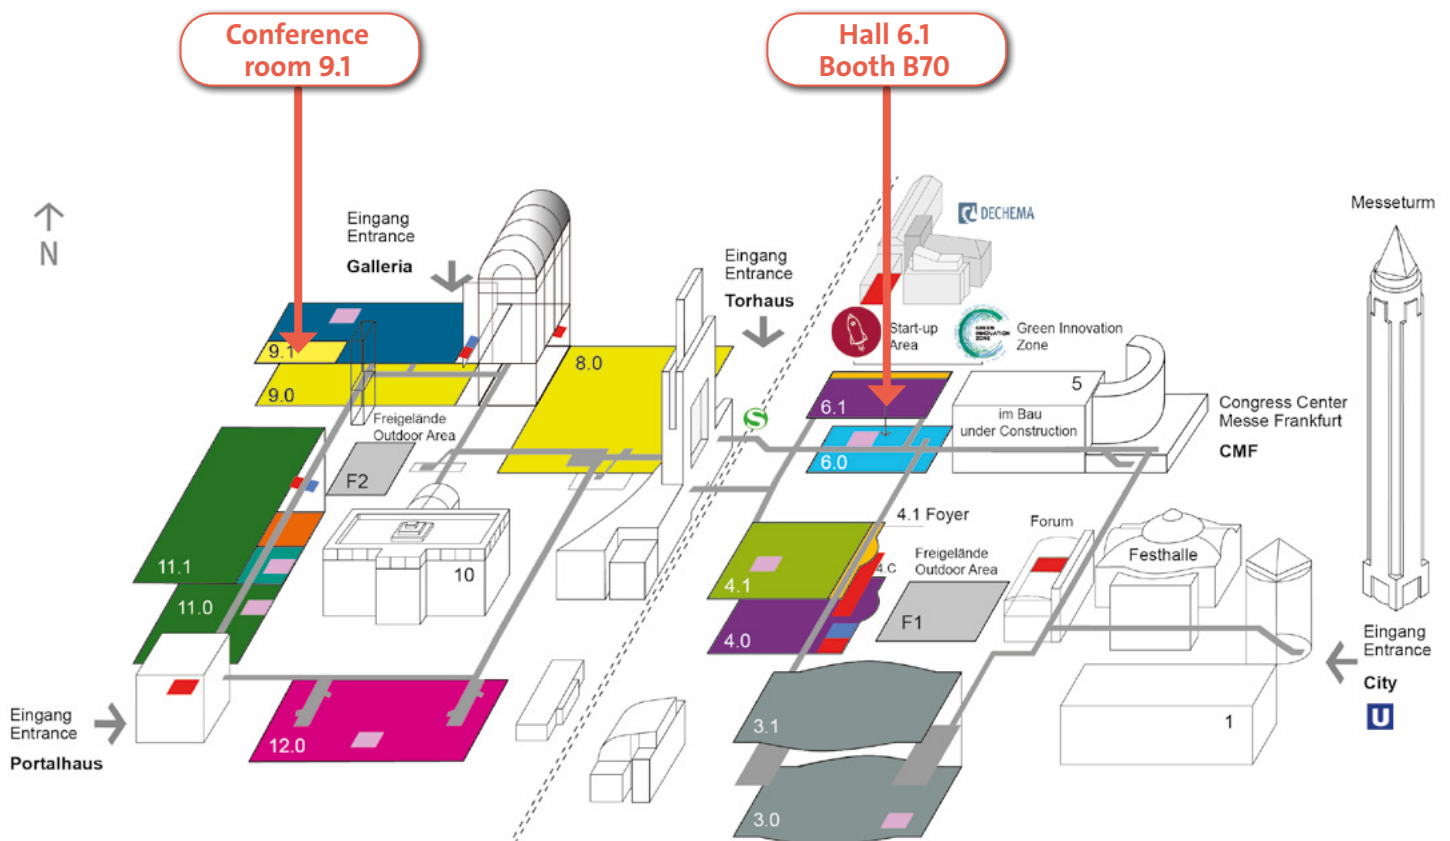 Conference
room 9.1
Hall 6.1
Booth B70
N
Eingang
Entrance
Galleria
Eingang
Entrance
Torhaus
DECHEMA
Messeturm
Start-up
Area
GREEN
INNOVATION
ZONE
Green Innovation
Zone
9.1
9.0
8.0
Freigelände
Outdoor Area
F2
S
6.1
6.0
5
im Bau
under Construction
Congress Center
Messe Frankfurt
CMF
11.1
11.0
10
4.1 Foyer
4.1
4.C
4.0
Freigelände
Outdoor Area
F1
Forum
Festhalle
Eingang
Entrance
City
U
Eingang
Entrance
Portalhaus
12.0
3.1
3.0
1